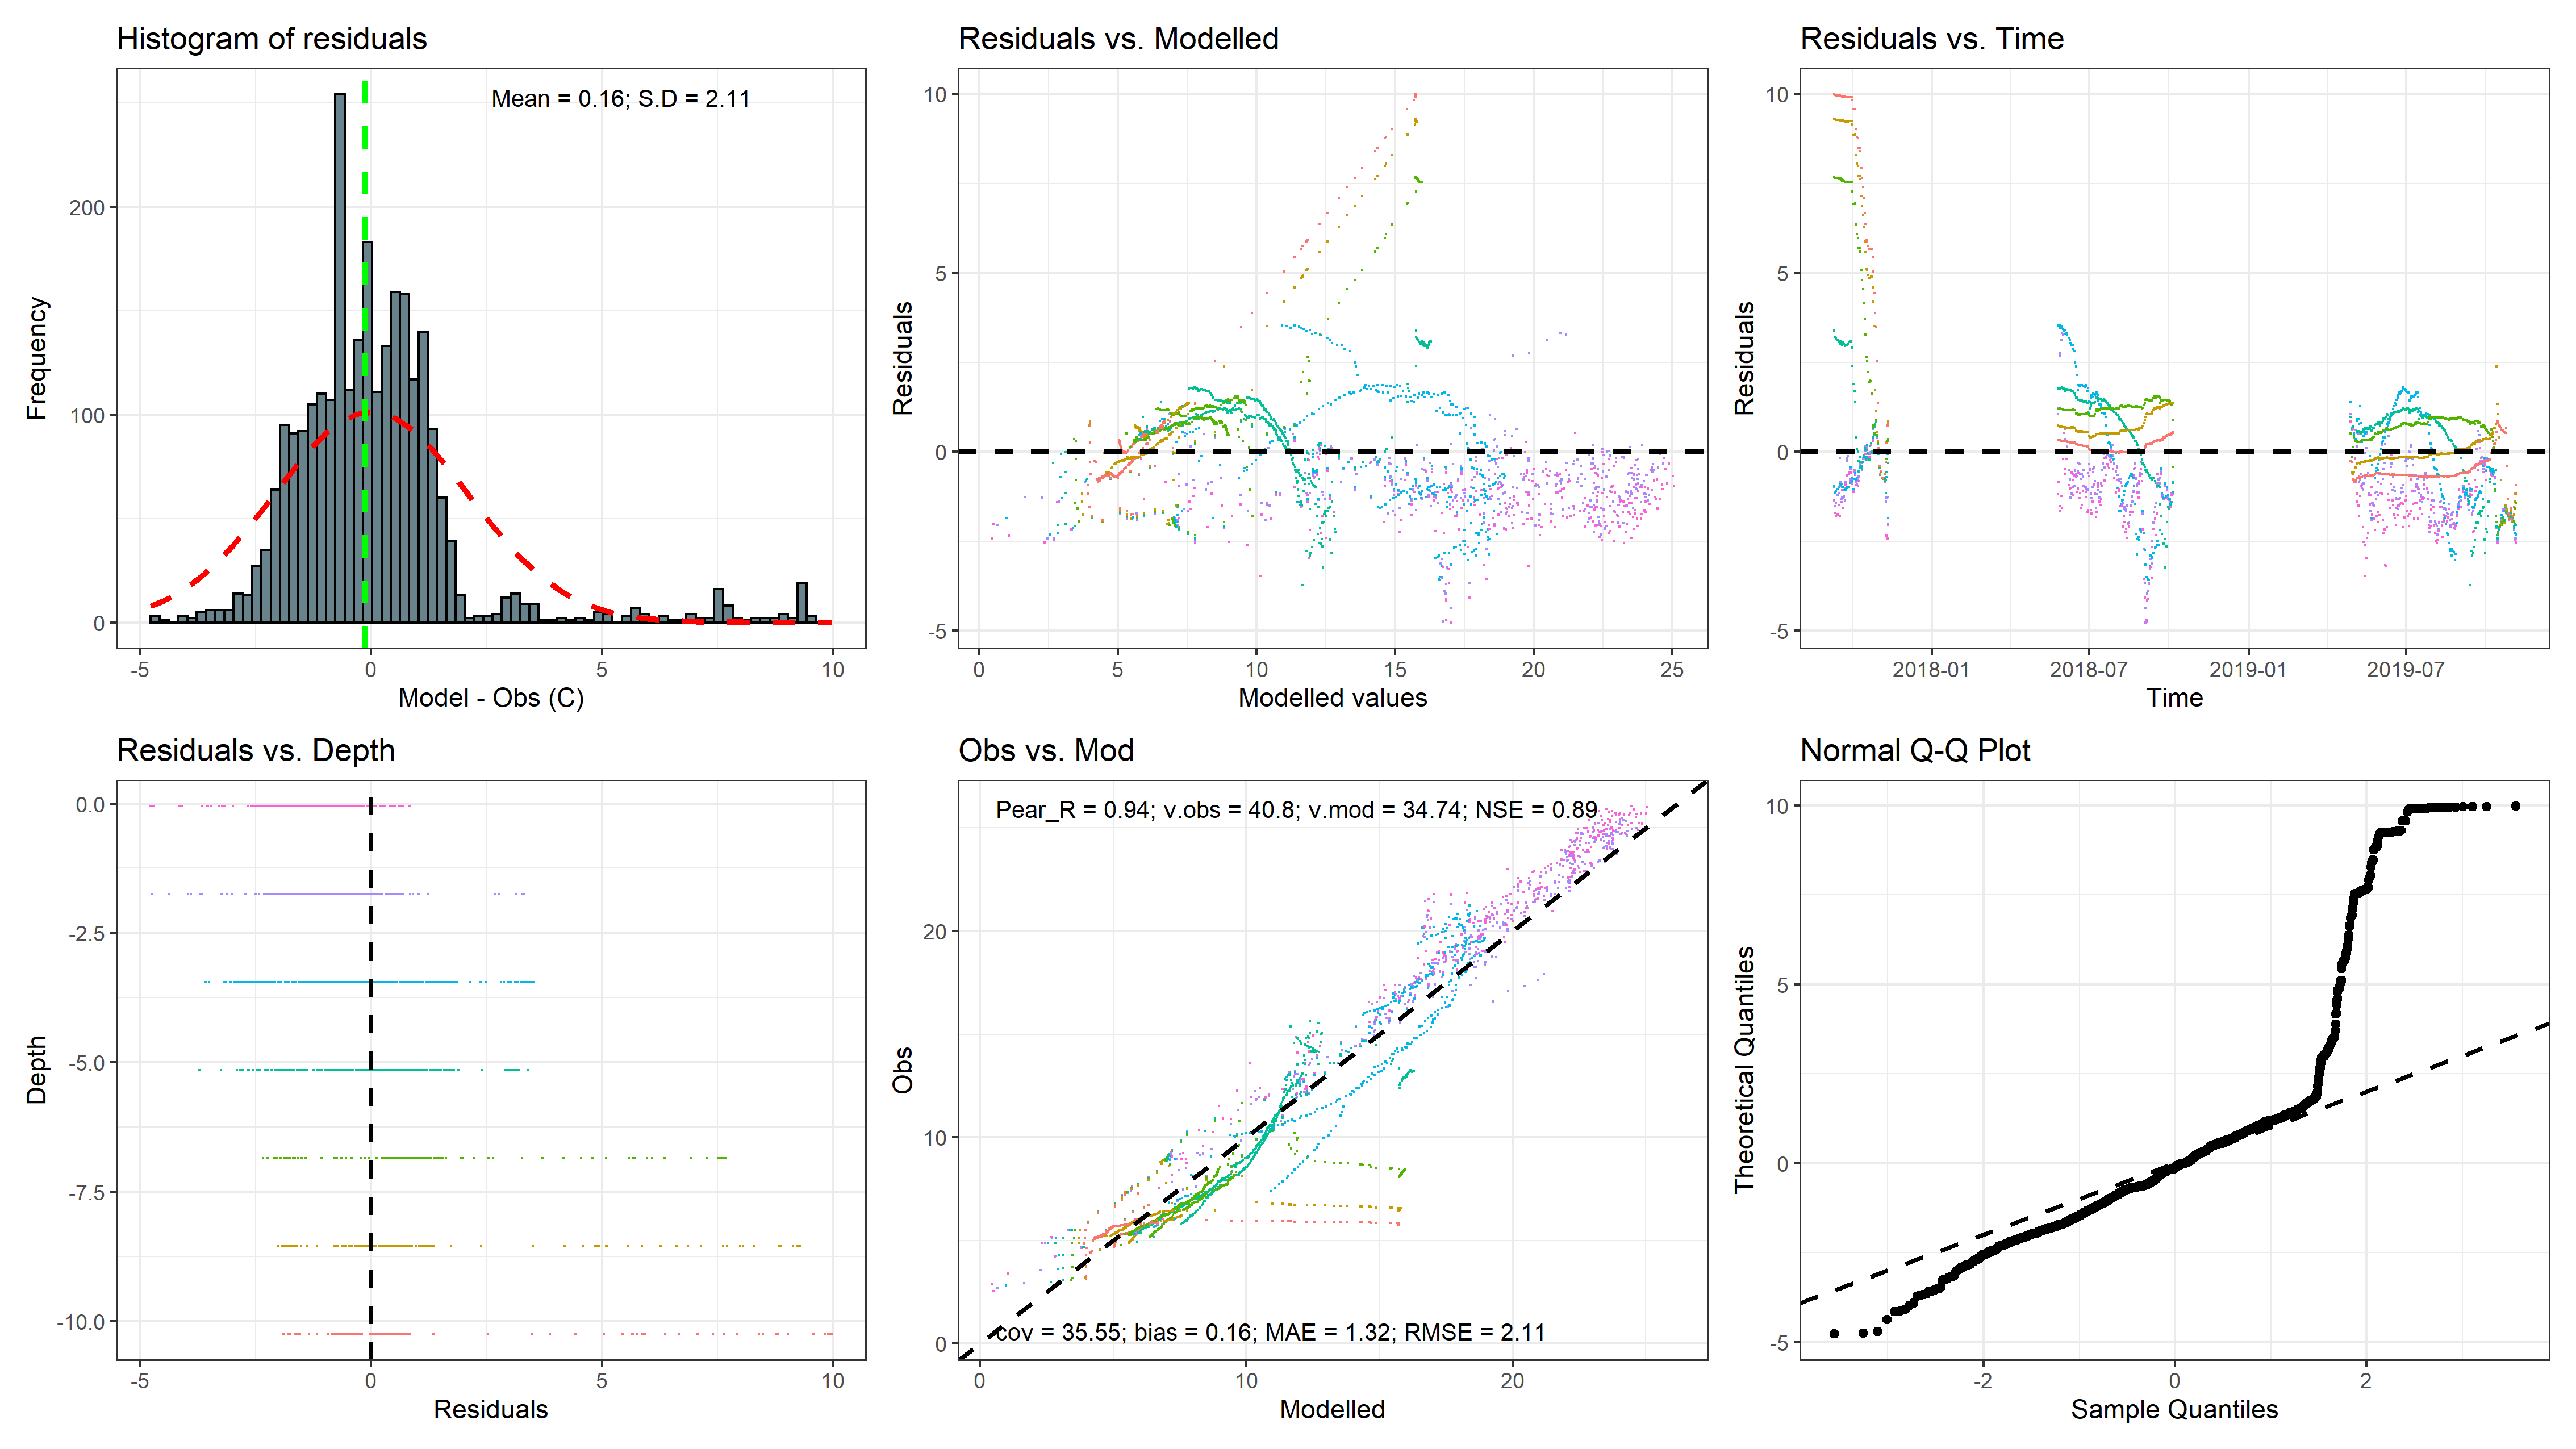 Histogram of residuals
Mean = 0.16; S.D = 2.11
Frequency
200
100
0
-5
0
5
10
Model - Obs (C)
Residuals vs. Modelled
Residuals
10
5
0
-5
0
5
10
15
20
25
Modelled values
Residuals vs. Time
Residuals
10
5
0
-5
2018-01
2018-07
2019-01
2019-07
Time
Residuals vs. Depth
Depth
0.0
-2.5
-5.0
-7.5
-10.0
-5
0
5
10
Residuals
Obs vs. Mod
Pear_R = 0.94; v.obs = 40.8; v.mod = 34.74; NSE = 0.89
Obs
20
10
0
cov = 35.55; bias = 0.16; MAE = 1.32; RMSE = 2.11
0
10
20
Modelled
Normal Q-Q Plot
Theoretical Quantiles
10
5
0
-5
-2
0
2
Sample Quantiles